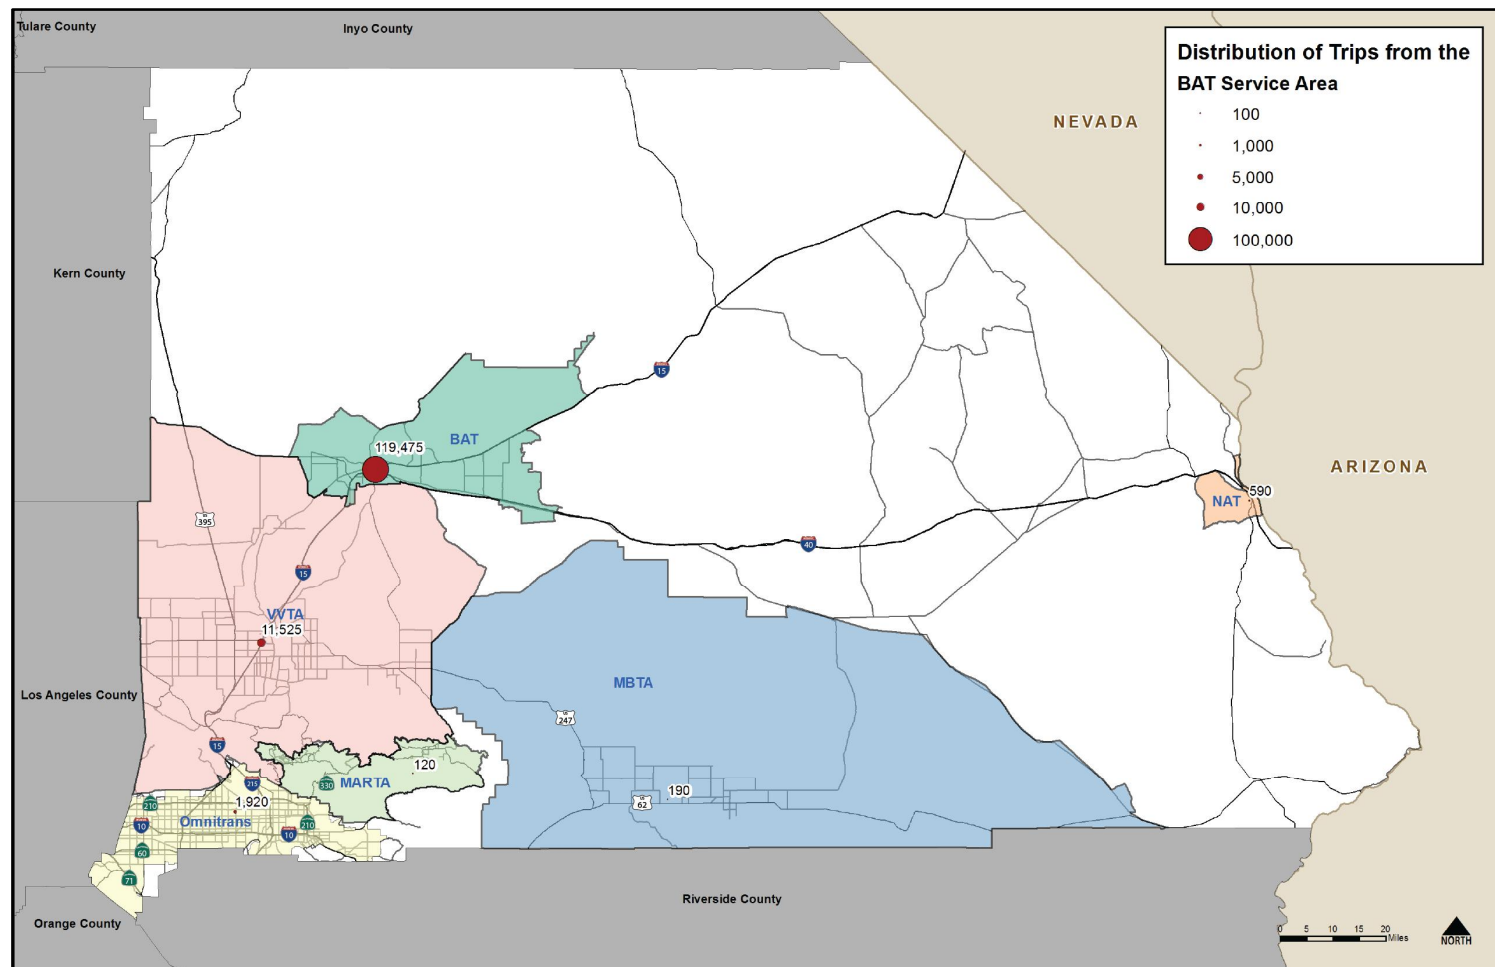 Tulare County
Inyo County
Distribution of Trips from the
BAT Service Area
100
1,000
5,000
10,000
100,000
NEVADA
Kern County
15
119,475
BAT
ARIZONA
NAT
590
US
395
40
15
VVTA
11,525
MBTA
Los Angeles County
US
247
15
120
MARTA
330
215
190
US
62
210
1,920
Omnitrans
210
10
10
60
71
Riverside County
Orange County
0 5 10 15 20
Miles
NORTH